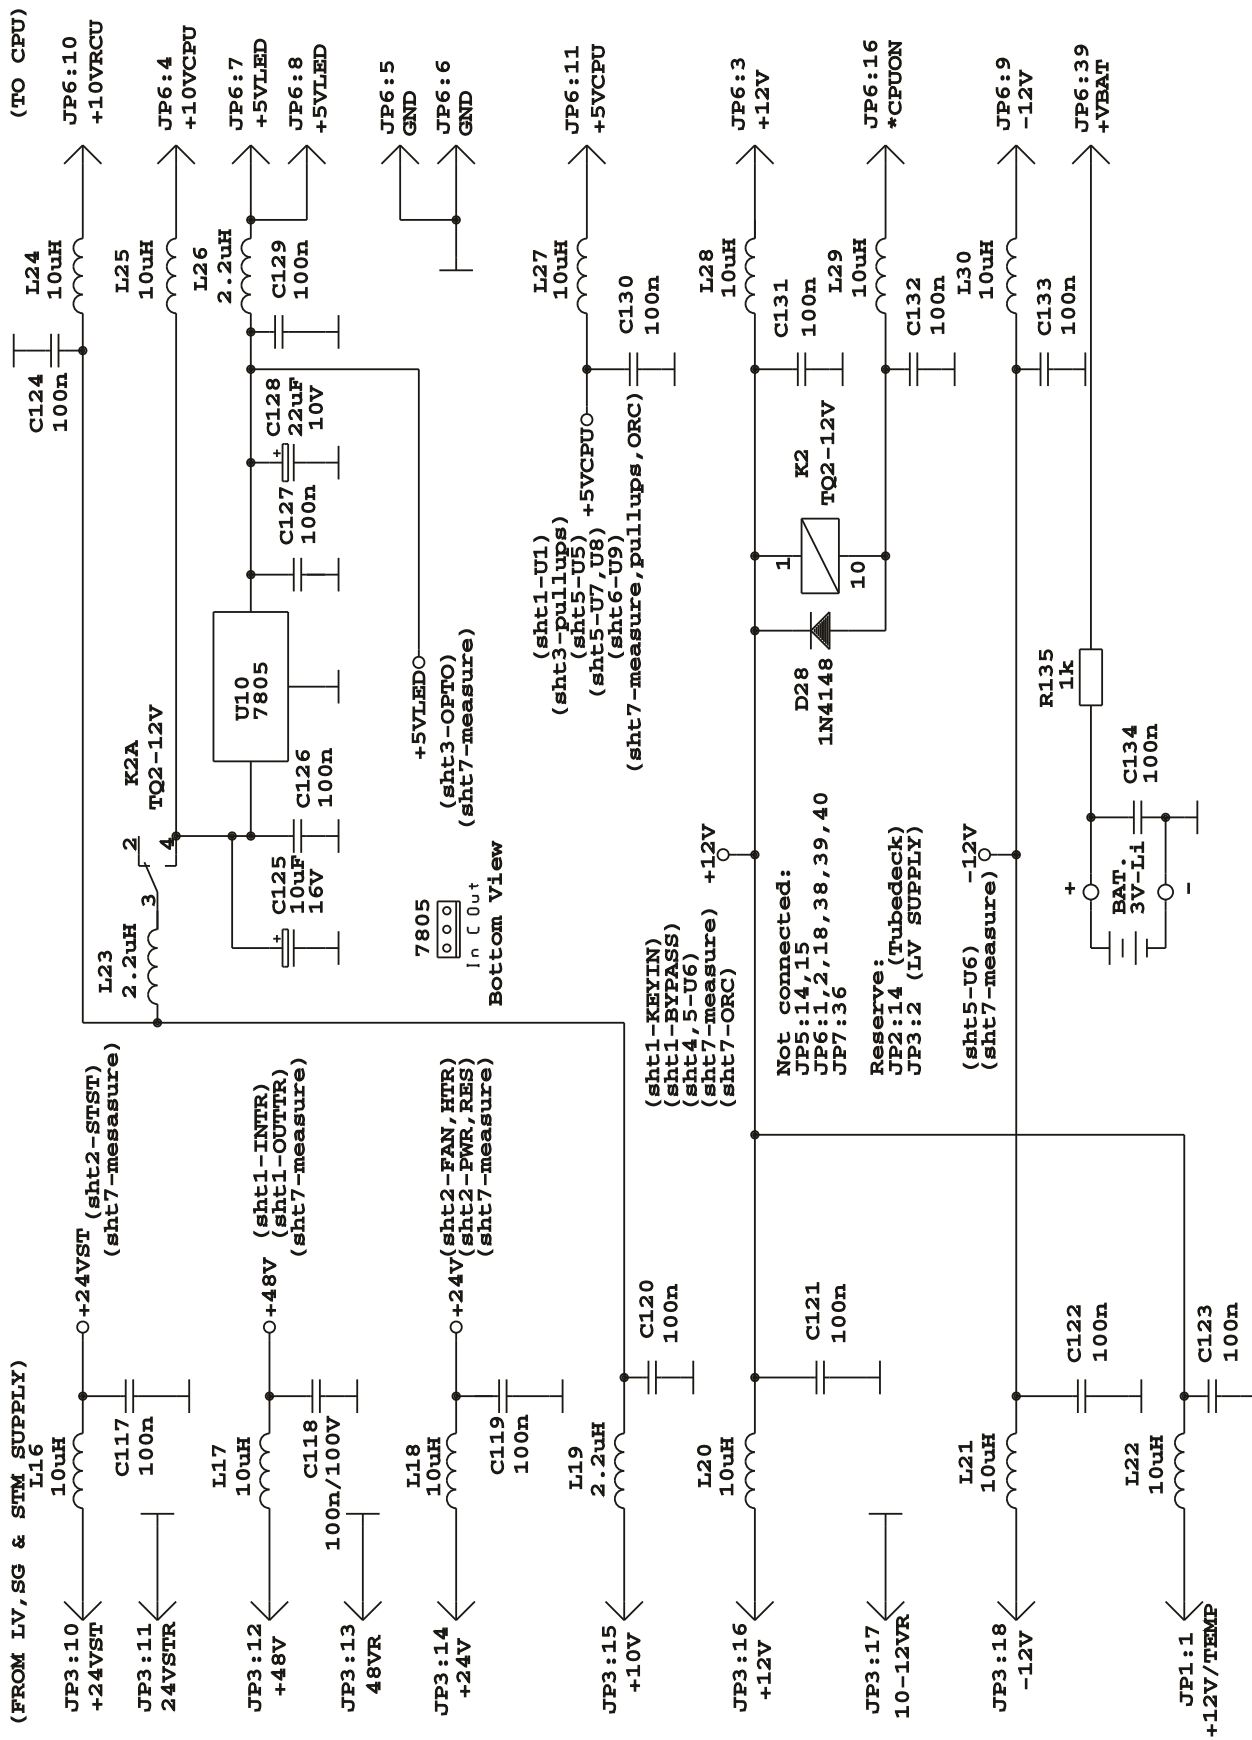 (FROM LV,SG & STM SUPPLY)
(TO CPU)
JP3:10
+24VST
L16
10uH
C117
100n
+24VST
(sht2-STST)
(sht7-mesasure)
JP3:11
24VSTR
JP3:12
+48V
L17
10uH
C118
100n/100V
+48V
(sht1-INTR)
(sht1-OUTTR)
(sht7-measure)
JP3:13
48VR
JP3:14
+24V
L18
10uH
C119
100n
+24V
(sht2-FAN,HTR)
(sht2-PWR,RES)
(sht7-measure)
JP3:15
+10V
L19
2.2uH
C120
100n
JP3:16
+12V
L20
10uH
C121
100n
JP3:17
10-12VR
JP3:18
-12V
L21
10uH
C122
100n
JP1:1
+12V/TEMP
L22
10uH
C123
100n
L23
2.2uH
3
2
4
K2A
TQ2-12V
C124
100n
L24
10uH
JP6:10
+10VRCU
L25
10uH
JP6:4
+10VCPU
C125
10uF
16V
+
C126
100n
U10
7805
C127
100n
C128
22uF
10V
+
C129
100n
L26
2.2uH
JP6:7
+5VLED
JP6:8
+5VLED
+5VLED
(sht3-OPTO)
(sht7-measure)
7805
In C Out
Bottom View
JP6:5
GND
JP6:6
GND
(sht1-U1)
(sht3-pullups)
(sht5-U5)
+5VCPU
(sht5-U7,U8)
(sht6-U9)
(sht7-measure,pullups,ORC)
L27
10uH
C130
100n
JP6:11
+5VCPU
(sht1-KEYIN)
(sht1-BYPASS)
(sht4,5-U6)
(sht7-measure)
(sht7-ORC)
+12V
L28
10uH
C131
100n
JP6:3
+12V
K2
TQ2-12V
1
10
D28
1N4148
L29
10uH
C132
100n
JP6:16
*CPUON
Not connected:
JP5:14,15
JP6:1,2,18,38,39,40
JP7:36
Reserve:
JP2:14 (Tubedeck)
JP3:2 (LV SUPPLY)
(sht5-U6)
(sht7-measure)
-12V
L30
10uH
C133
100n
JP6:9
-12V
+
BAT.
3V-Li
-
C134
100n
R135
1k
JP6:39
+VBAT